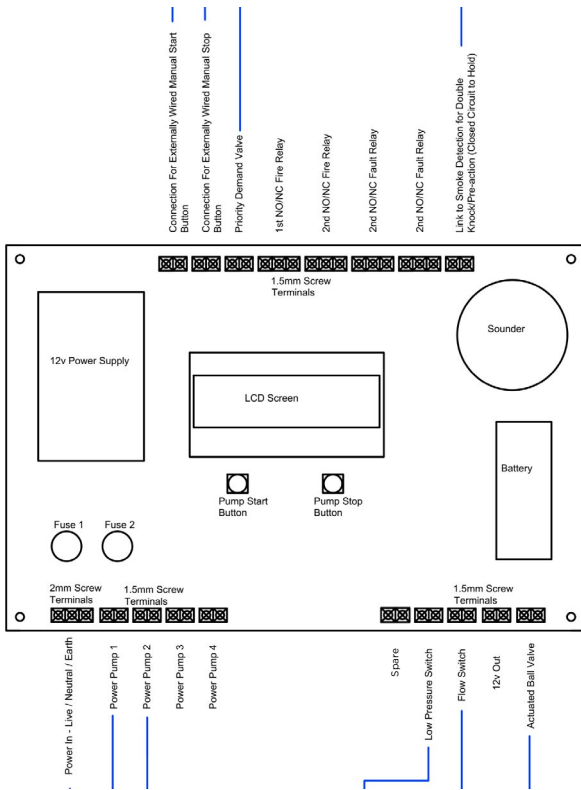 Connection For Externally Wired Manual Start
Button
Connection For Externally Wired Manual Stop
Button
Priority Demand Valve
1st NO/NC Fire Relay
2nd NO/NC Fire Relay
2nd NO/NC Fault Relay
2nd NO/NC Fault Relay
Link to Smoke Detection for Double
Knock/Pre-action (Closed Circuit to Hold)
1.5mm Screw
Terminals
12v Power Supply
LCD Screen
Sounder
Battery
Pump Start
Button
Pump Stop
Button
Fuse 1
Fuse 2
2mm Screw
Terminals
1.5mm Screw
Terminals
1.5mm Screw
Terminals
Power In - Live / Neutral / Earth
Power Pump 1
Power Pump 2
Power Pump 3
Power Pump 4
Spare
Low Pressure Switch
Flow Switch
12v Out
Actuated Ball Valve